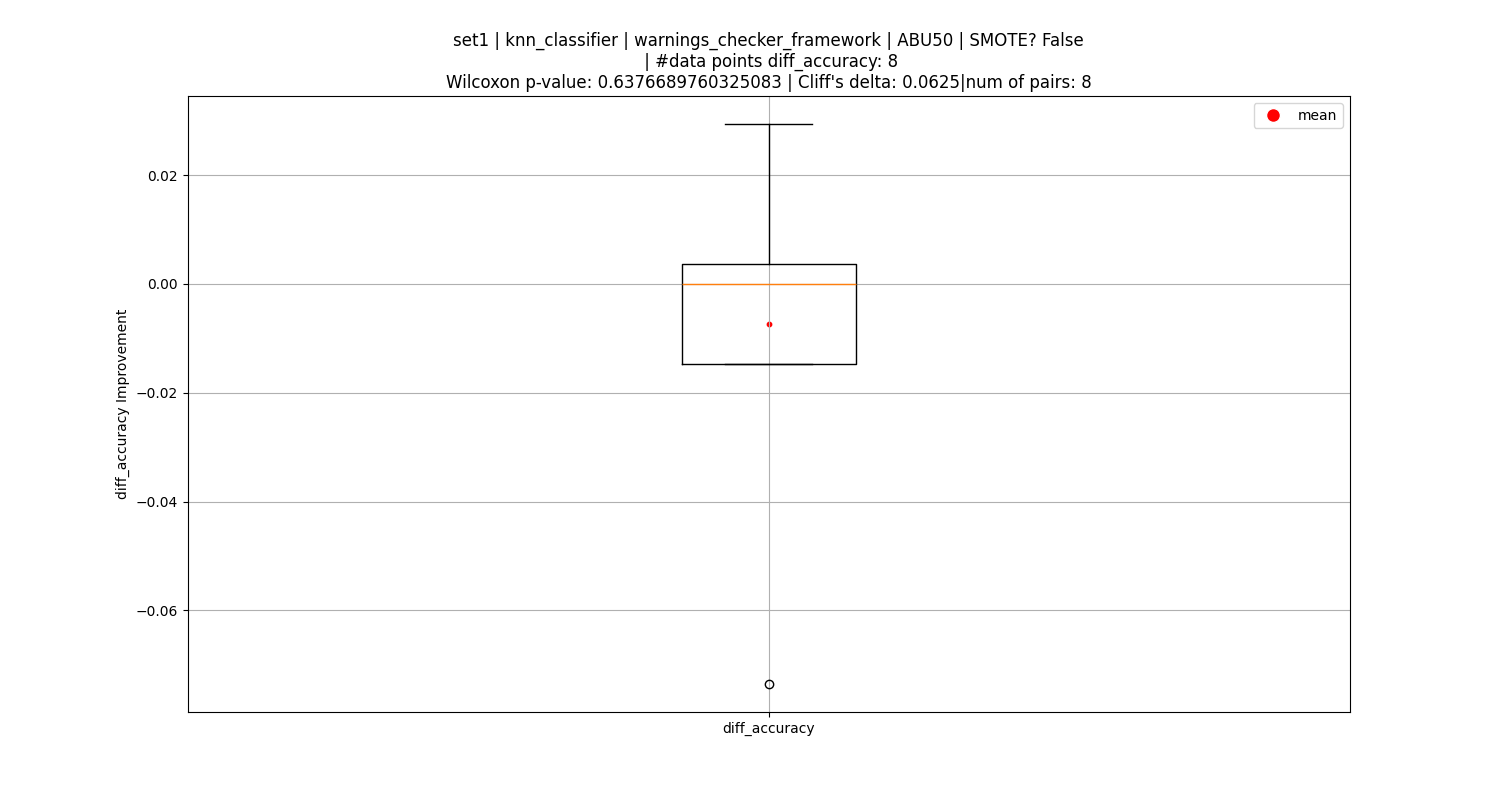 set1 | knn_classifier | warnings_checker_framework | ABU50 | SMOTE? False
| #data points diff_accuracy: 8
Wilcoxon p-value: 0.6376689760325083 | Cliff's delta: 0.0625|num of pairs: 8
mean
0.02
0.00
−0.02
−0.04
−0.06
diff_accuracy Improvement
diff_accuracy